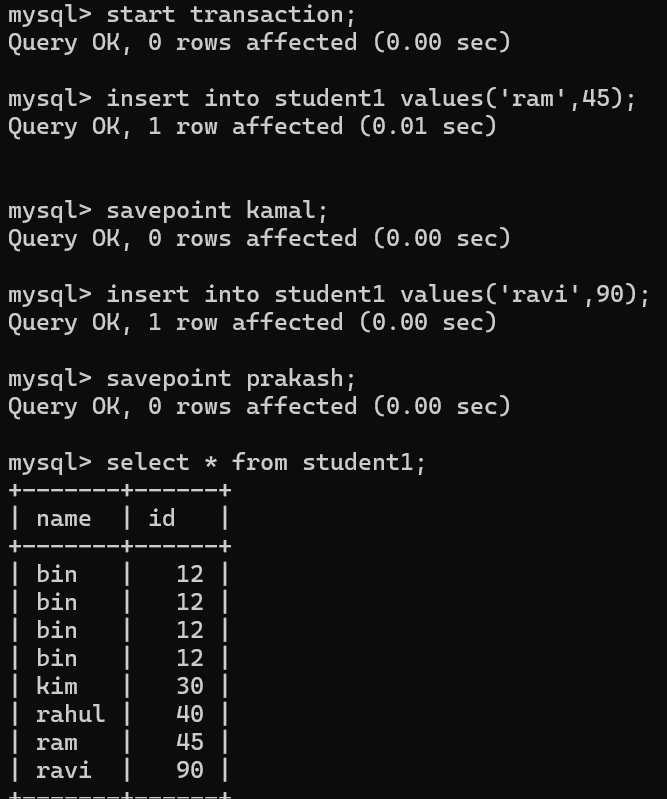 mysql> start transaction;
Query OK, 0 rows affected (0.00 sec)
mysql> insert into student1 values('ram',45);
Query OK, 1 row affected (0.01 sec)
mysql> savepoint kamal;
Query OK, 0 rows affected (0.00 sec)
mysql> insert into student1 values('ravi',90);
Query OK, 1 row affected (0.00 sec)
mysql> savepoint prakash;
Query OK, 0 rows affected (0.00 sec)
mysql> select * from student1;
+-------+------+
| name  | id   |
+-------+------+
| bin   |   12 |
| bin   |   12 |
| bin   |   12 |
| bin   |   12 |
| kim   |   30 |
| rahul |   40 |
| ram   |   45 |
| ravi  |   90 |
+-------+------+